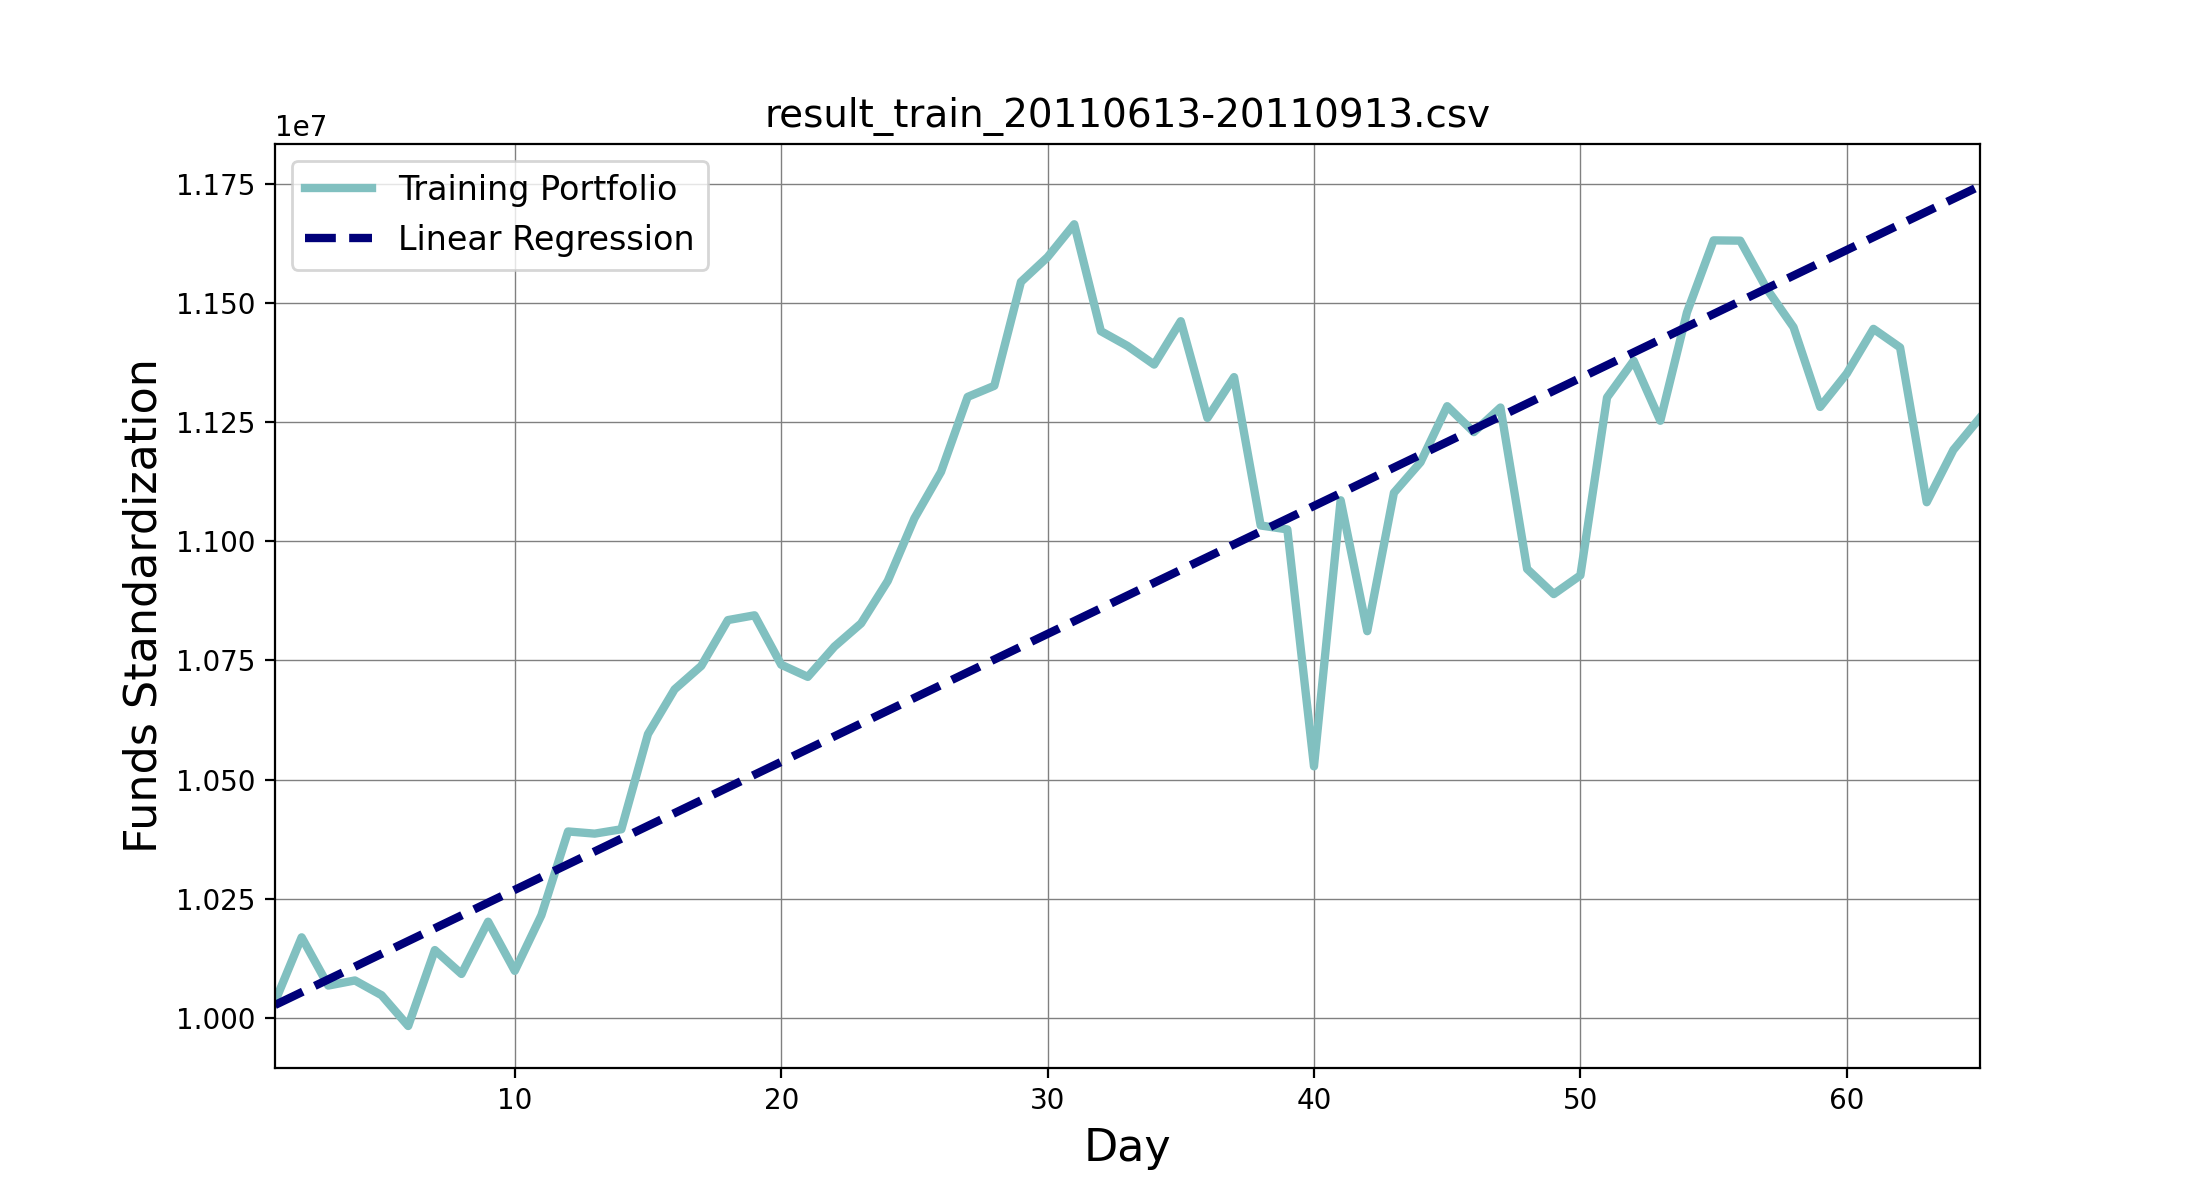 result_train_20110613-20110913.csv
1e7
Training Portfolio
Linear Regression
1.175
1.150
1.125
1.100
1.075
1.050
1.025
1.000
Funds Standardization
10 20 30 40 50 60
Day